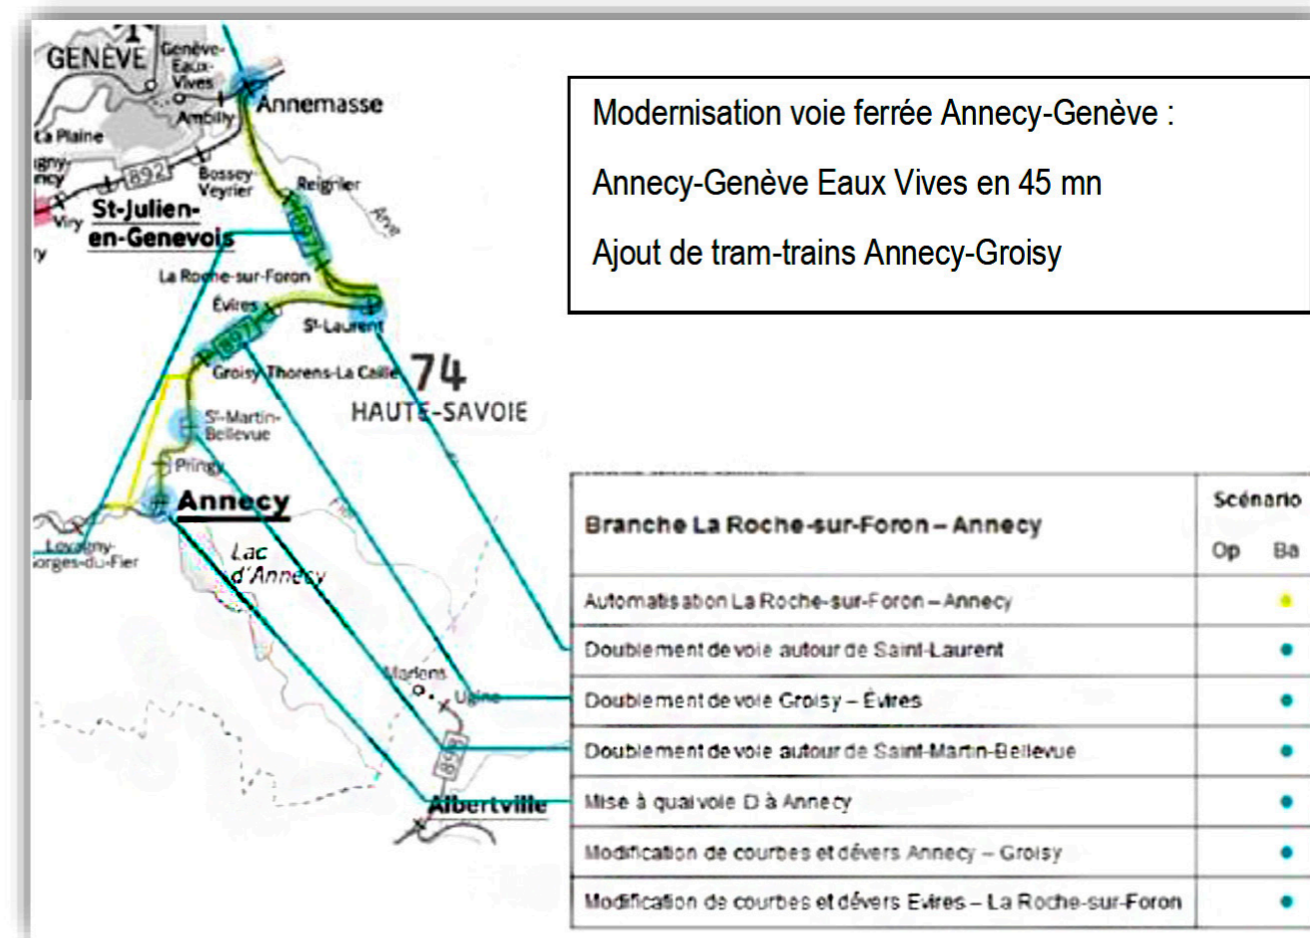 GENÈVE
Genève-
Eaux-
Vives
Annemasse
Ambilly
La Plaine
892
Bossey-
Veyrier
Reignier
Viry
St-Julien-
en-Genevois
Arve
897
La Roche-sur-Foron
Évires
St-Laurent
897
Groisy-Thorens-La Caille
74
HAUTE-SAVOIE
St-Martin-
Bellevue
Pringy
Annecy
Lovagny-
Gorges-du-Fier
Lac
d'Annecy
Marlens
Ugine
Albertville
Modernisation voie ferrée Annecy-Genève :
Annecy-Genève Eaux Vives en 45 mn
Ajout de tram-trains Annecy-Groisy
Branche La Roche-sur-Foron – Annecy
Scénario
Op Ba
Automatisation La Roche-sur-Foron – Annecy
Doublement de voie autour de Saint-Laurent
Doublement de voie Groisy – Évires
Doublement de voie autour de Saint-Martin-Bellevue
Mise à quai voie D à Annecy
Modification de courbes et dévers Annecy – Groisy
Modification de courbes et dévers Evires – La Roche-sur-Foron